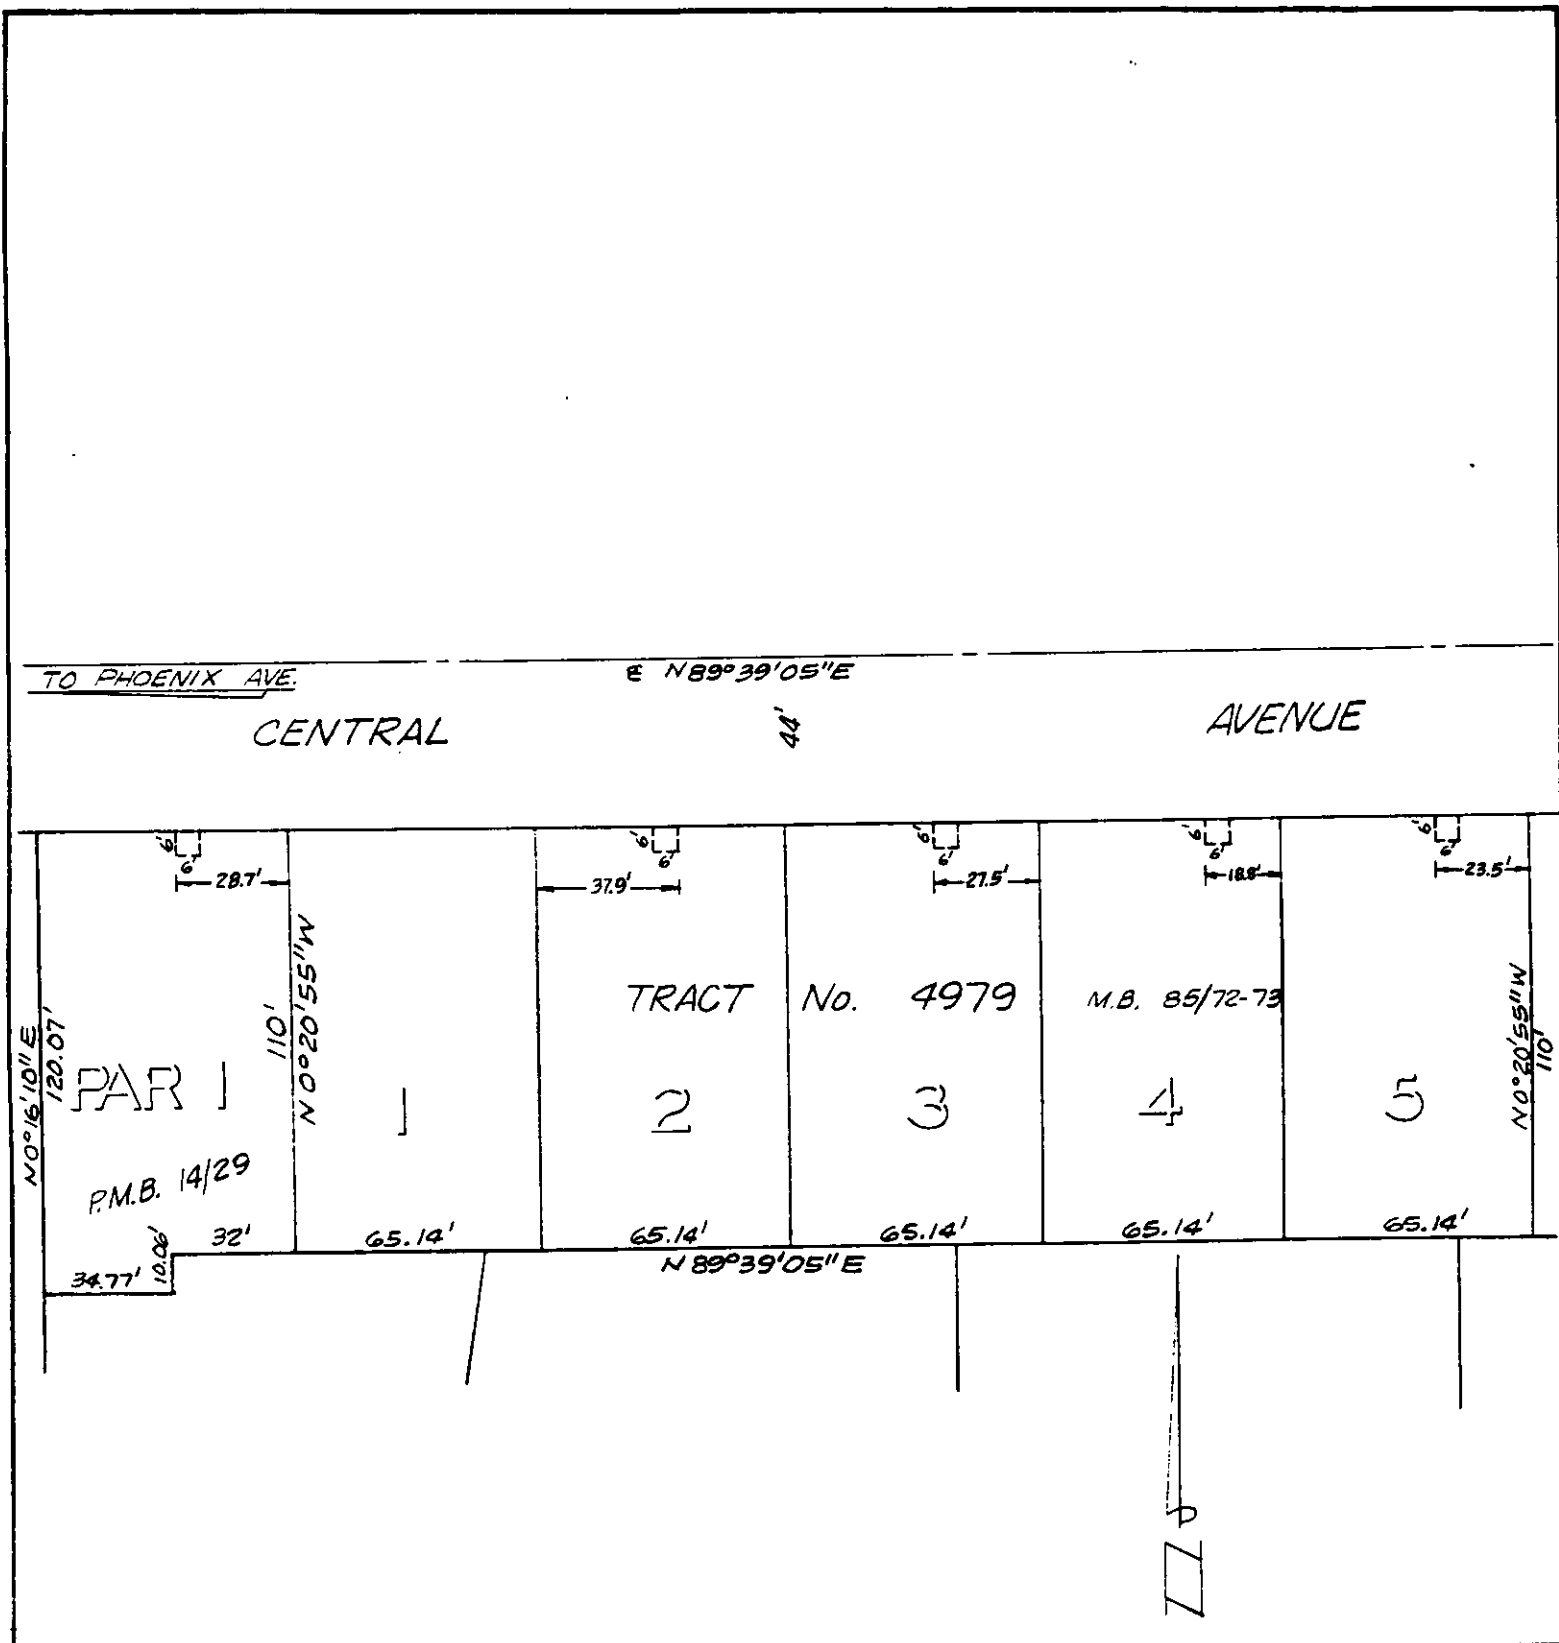 TO PHOENIX AVE.
℄ N89°39'05"E
CENTRAL 44' AVENUE
6' 6' 6' 6' 6'
6' 6' 6' 6' 6'
28.7' 37.9' 27.5' 18.8' 23.5'
N0°16'10"E
120.07'
110'
N0°20'55"W
TRACT No. 4979 M.B. 85/72-73
N0°20'55"W
110'
PAR 1 1 2 3 4 5
P.M.B. 14/29
34.77' 10.06' 32' 65.14' 65.14' 65.14' 65.14' 65.14'
N89°39'05"E
N